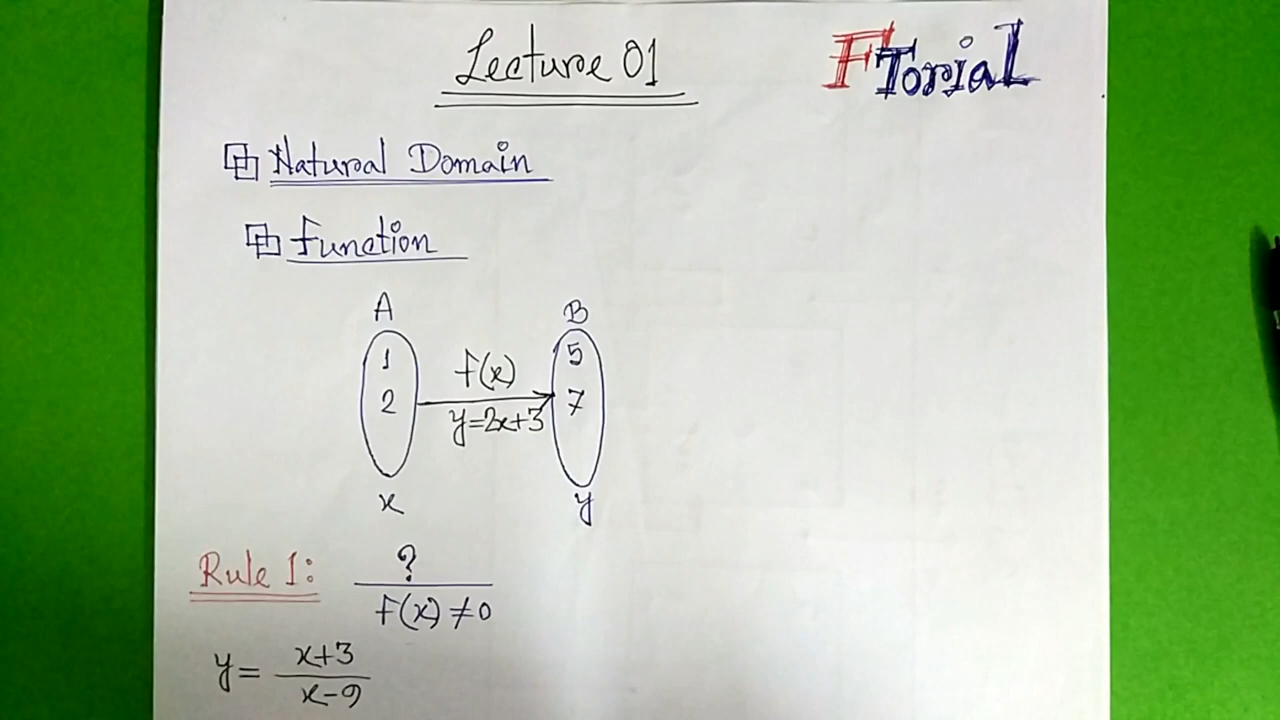 Lecture 01
FTorial
Natural Domain
Function
A B
1 5
2 7
f(x)
y=2x+3
x y
Rule 1: ?
f(x) ≠ 0
y = x+3
x-9